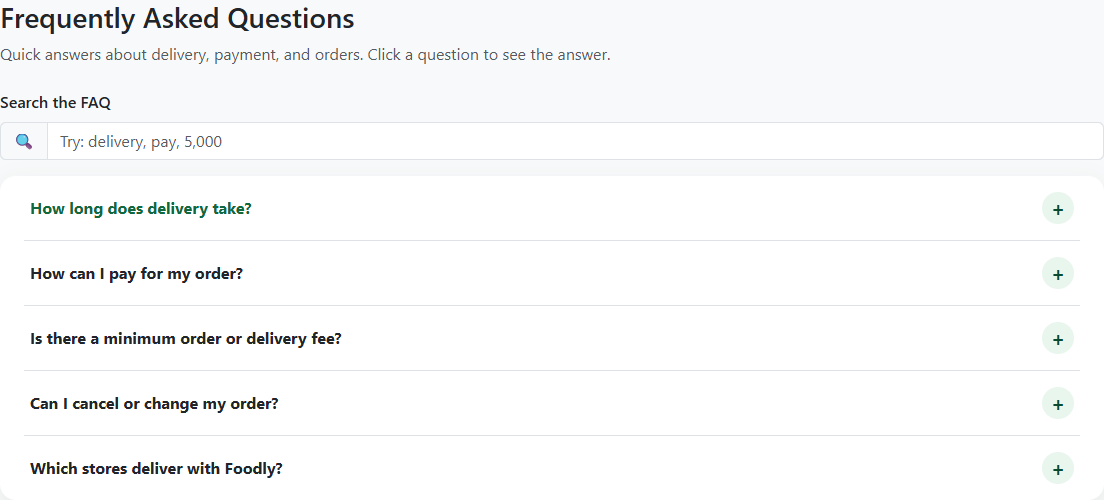 Frequently Asked Questions
Quick answers about delivery, payment, and orders. Click a question to see the answer.
Search the FAQ
Try: delivery, pay, 5,000
How long does delivery take?
+
How can I pay for my order?
+
Is there a minimum order or delivery fee?
+
Can I cancel or change my order?
+
Which stores deliver with Foodly?
+